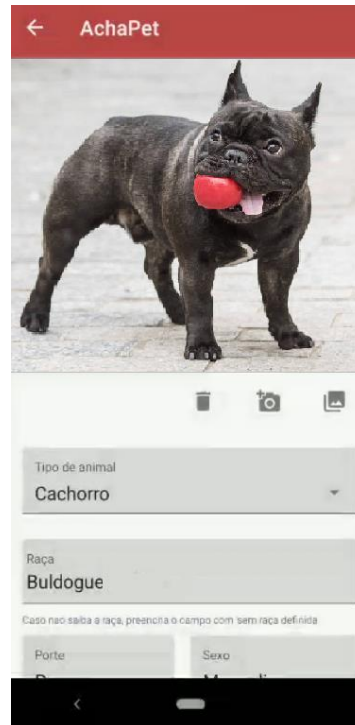 AchaPet
Tipo de animal
Cachorro
Raça
Buldogue
Caso nao saiba a raça, preencha o campo com sem raça definida
Porte
Sexo